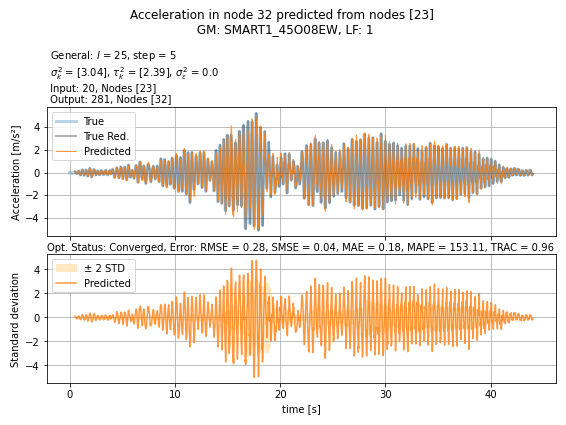 Acceleration in node 32 predicted from nodes [23]
GM: SMART1_45O08EW, LF: 1
General: l = 25, step = 5
σ²ₖ = [3.04], τ²ₖ = [2.39], σ²ₑ = 0.0
Input: 20, Nodes [23]
Output: 281, Nodes [32]
Acceleration [m/s²]
4
2
0
−2
−4
True
True Red.
Predicted
Opt. Status: Converged, Error: RMSE = 0.28, SMSE = 0.04, MAE = 0.18, MAPE = 153.11, TRAC = 0.96
Standard deviation
4
2
0
−2
−4
± 2 STD
Predicted
0 10 20 30 40
time [s]